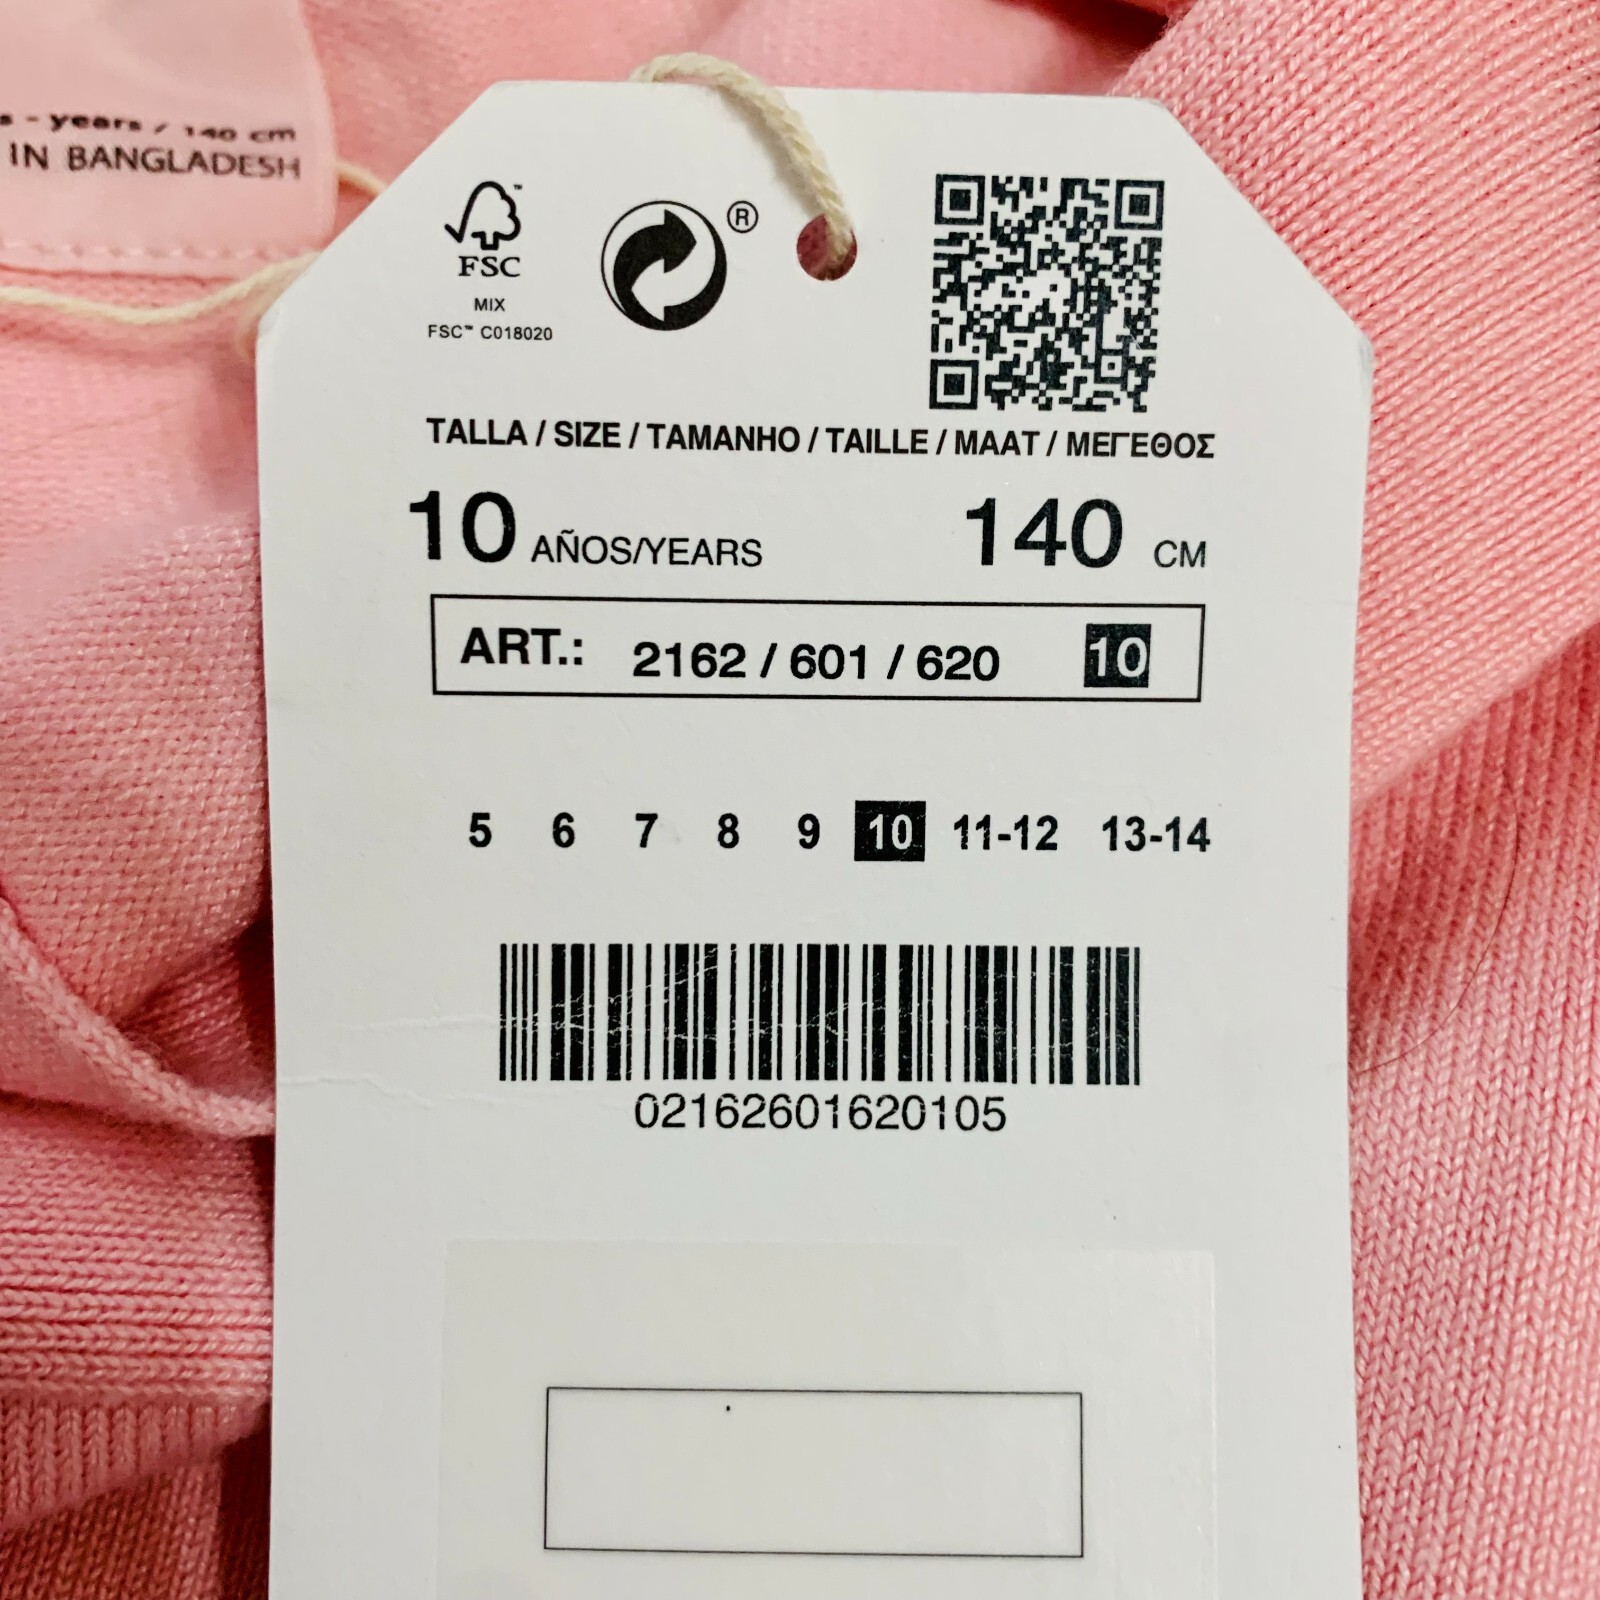 s - years / 140 cm
IN BANGLADESH
FSC™
MIX
FSC™ C018020
®
TALLA / SIZE / TAMANHO / TAILLE / MAAT / ΜΕΓΕΘΟΣ
10 AÑOS/YEARS 140 CM
ART.: 2162 / 601 / 620 10
5 6 7 8 9 10 11-12 13-14
02162601620105